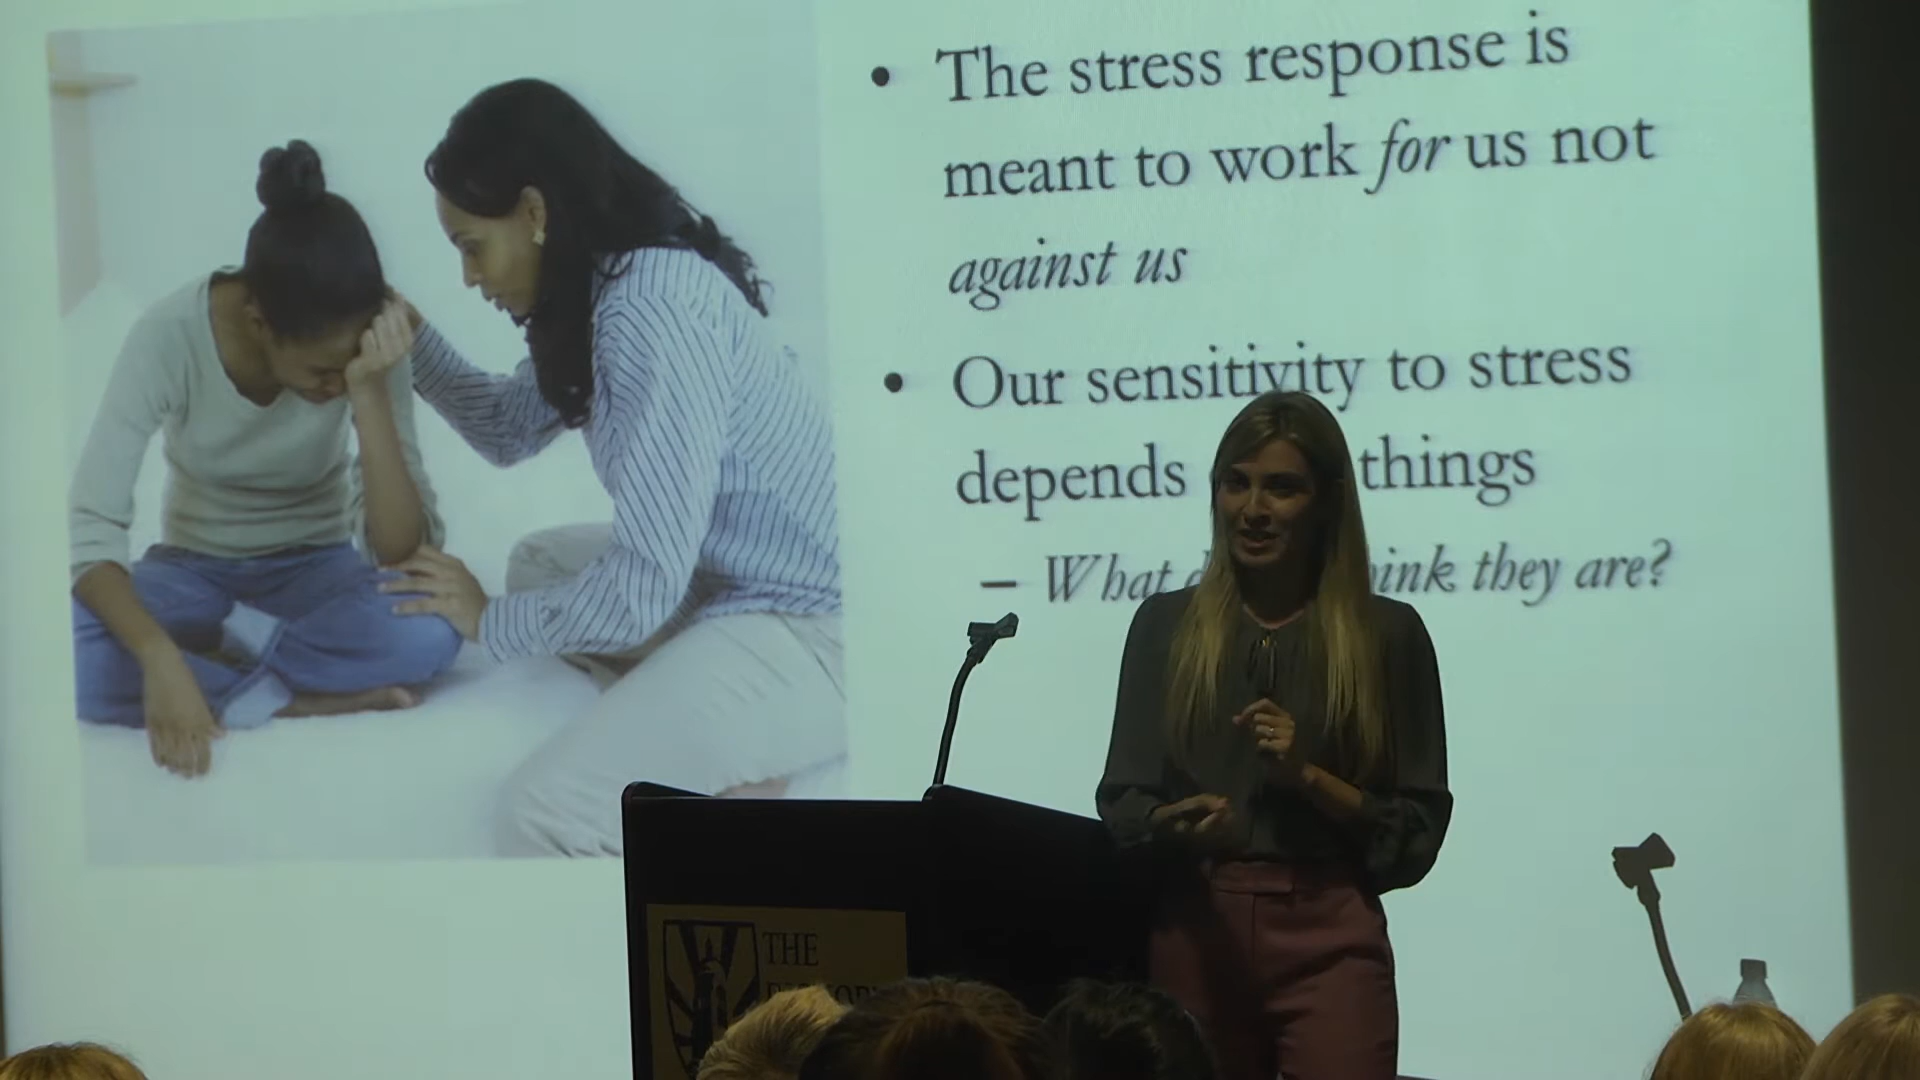 • The stress response is
meant to work for us not
against us
• Our sensitivity to stress
depends things
– What ink they are?
THE